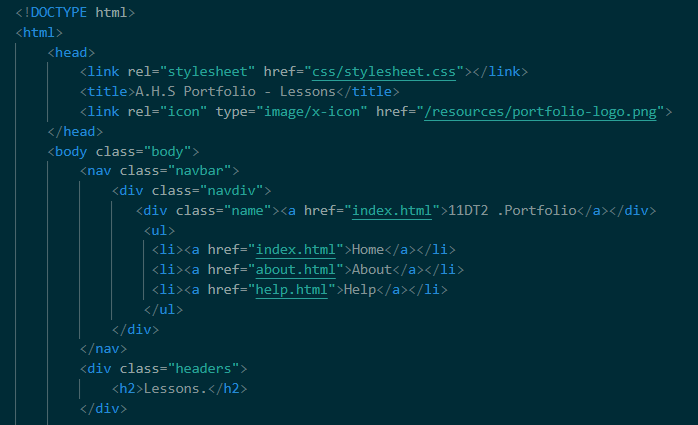 <!DOCTYPE html>
<html>
<head>
<link rel="stylesheet" href="css/stylesheet.css"></link>
<title>A.H.S Portfolio - Lessons</title>
<link rel="icon" type="image/x-icon" href="/resources/portfolio-logo.png">
</head>
<body class="body">
<nav class="navbar">
<div class="navdiv">
<div class="name"><a href="index.html">11DT2 .Portfolio</a></div>
<ul>
<li><a href="index.html">Home</a></li>
<li><a href="about.html">About</a></li>
<li><a href="help.html">Help</a></li>
</ul>
</div>
</nav>
<div class="headers">
<h2>Lessons.</h2>
</div>